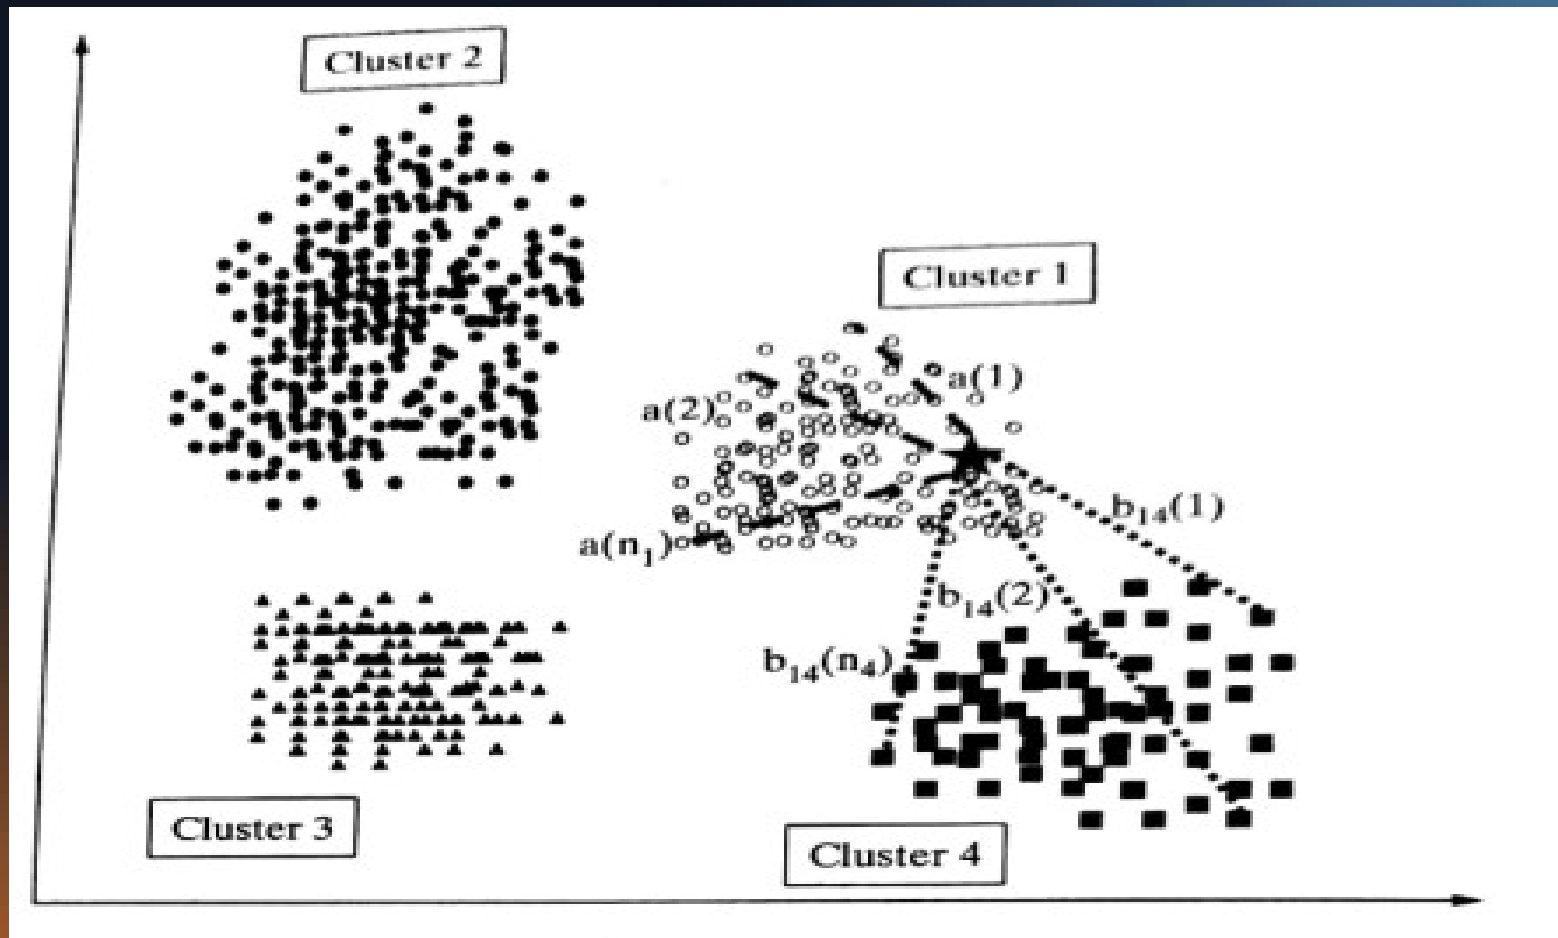 Cluster 2
Cluster 1
a(1)
a(2)
b₁₄(1)
a(n₁)
b₁₄(2)
b₁₄(n₄)
Cluster 3
Cluster 4